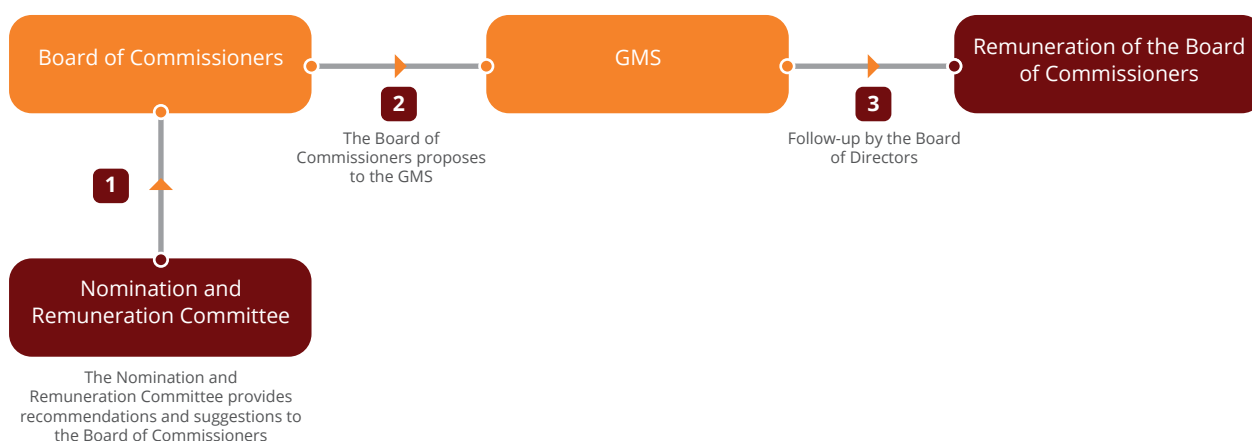 Board of Commissioners
GMS
Remuneration of the Board
of Commissioners
2
The Board of
Commissioners proposes
to the GMS
3
Follow-up by the Board
of Directors
1
Nomination and
Remuneration Committee
The Nomination and
Remuneration Committee provides
recommendations and suggestions to
the Board of Commissioners